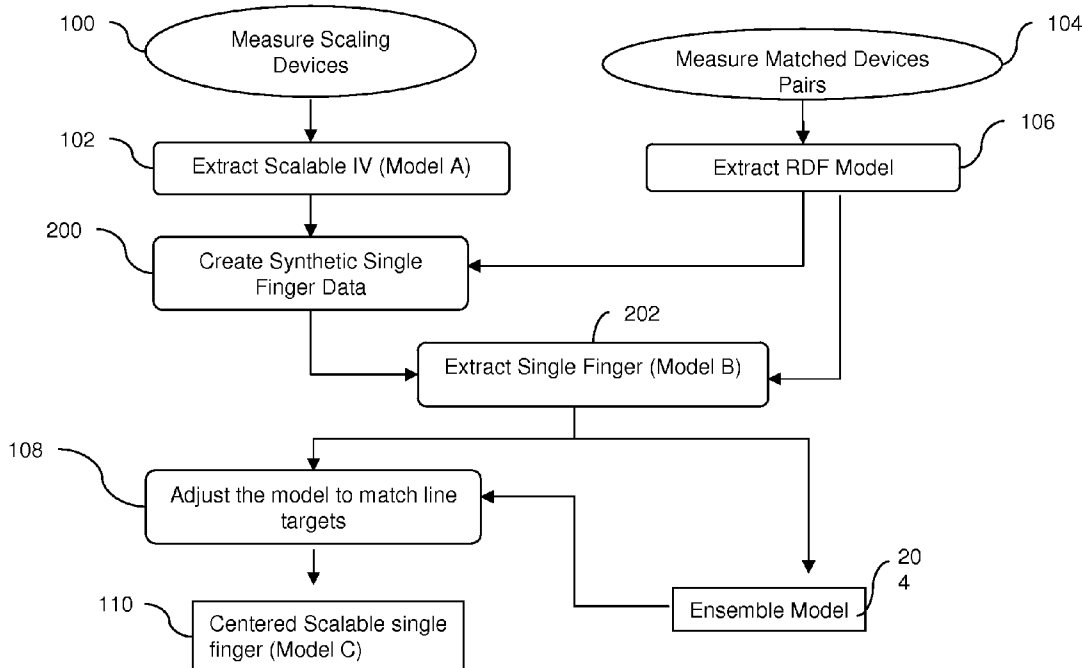 100
Measure Scaling
Devices
104
Measure Matched Devices
Pairs
102
Extract Scalable IV (Model A)
106
Extract RDF Model
200
Create Synthetic Single
Finger Data
202
Extract Single Finger (Model B)
108
Adjust the model to match line
targets
20
4
Ensemble Model
110
Centered Scalable single
finger (Model C)